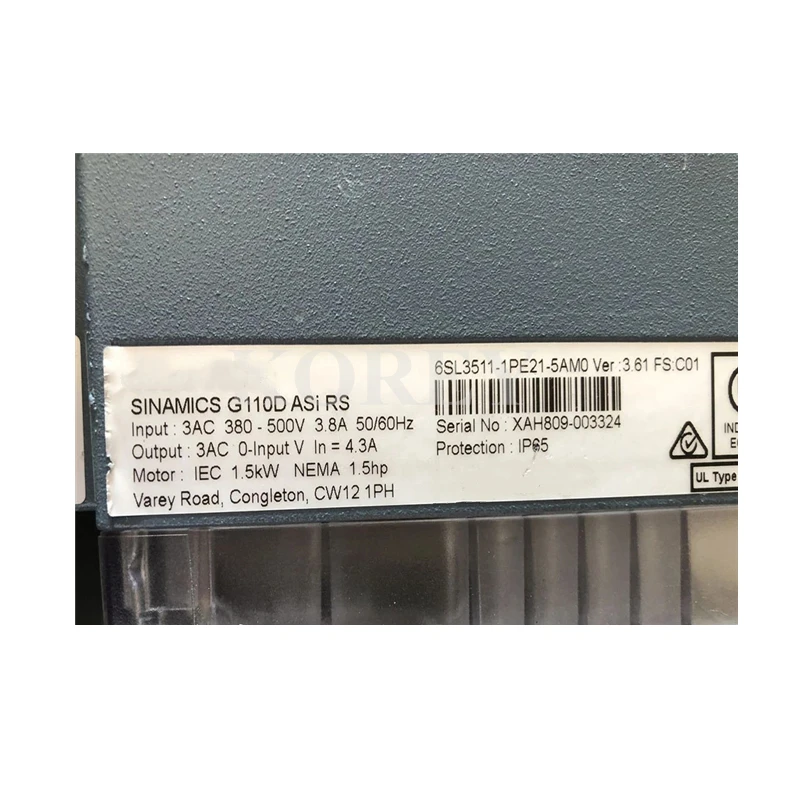 SINAMICS G110D ASi RS
Input : 3AC 380 - 500V 3.8A 50/60Hz
Output : 3AC 0-Input V In = 4.3A
Motor : IEC 1.5kW NEMA 1.5hp
Varey Road, Congleton, CW12 1PH
6SL3511-1PE21-5AM0 Ver :3.61 FS:C01
Serial No : XAH809-003324
Protection : IP65
IND
E
UL Type